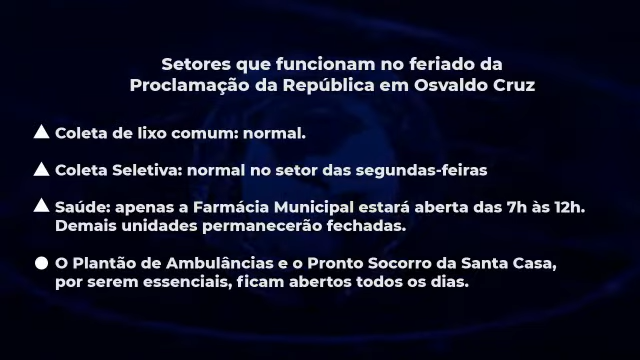 Setores que funcionam no feriado da
Proclamação da República em Osvaldo Cruz
Coleta de lixo comum: normal.
Coleta Seletiva: normal no setor das segundas-feiras
Saúde: apenas a Farmácia Municipal estará aberta das 7h às 12h.
Demais unidades permanecerão fechadas.
O Plantão de Ambulâncias e o Pronto Socorro da Santa Casa,
por serem essenciais, ficam abertos todos os dias.